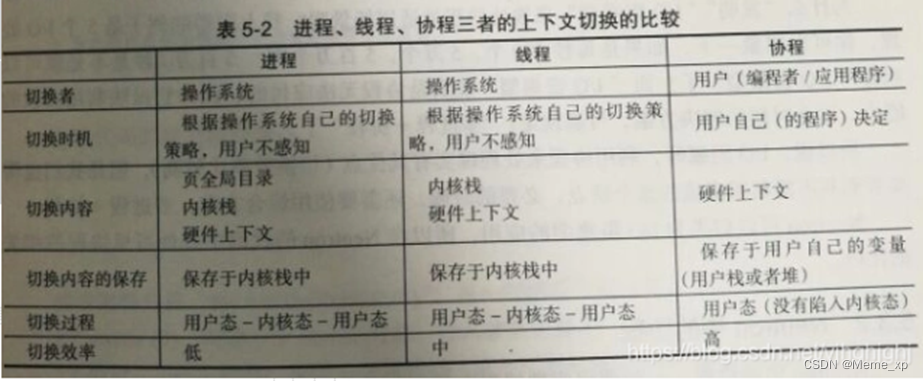 表 5-2 进程、线程、协程三者的上下文切换的比较
进程 线程 协程
切换者 操作系统 操作系统 用户（编程者/应用程序）
切换时机 根据操作系统自己的切换 根据操作系统自己的切换 用户自己（的程序）决定
策略，用户不感知 策略，用户不感知
页全局目录
切换内容 内核栈 内核栈 硬件上下文
硬件上下文 硬件上下文
切换内容的保存 保存于内核栈中 保存于内核栈中 保存于用户自己的变量
（用户栈或者堆）
切换过程 用户态－内核态－用户态 用户态－内核态－用户态 用户态（没有陷入内核态）
切换效率 低 中 高
CSDN @Meme_xp